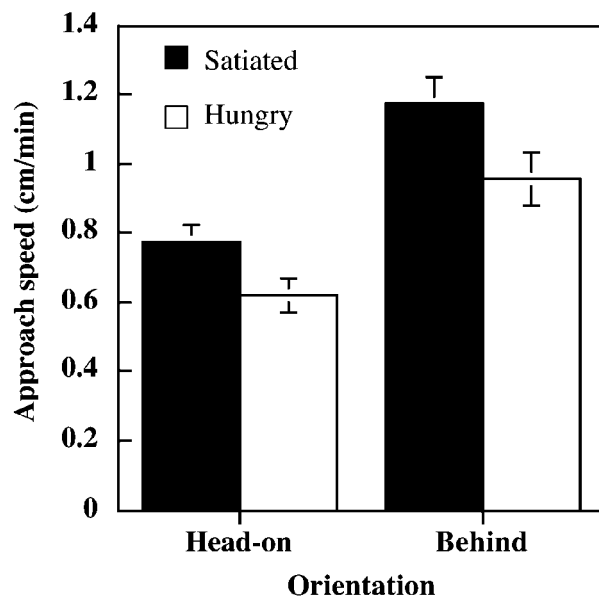 1.4
1.2
1
0.8
0.6
0.4
0.2
0
Approach speed (cm/min)
Satiated
Hungry
Head-on
Behind
Orientation